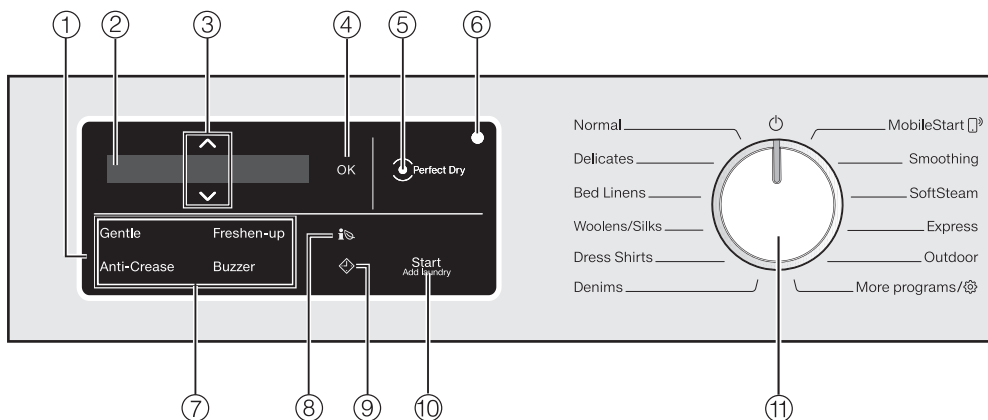 ① ② ③ ④ ⑤ ⑥
OK
Perfect Dry
Gentle Freshen-up
Anti-Crease Buzzer
Start
Add laundry
Normal MobileStart
Delicates Smoothing
Bed Linens SoftSteam
Woolens/Silks Express
Dress Shirts Outdoor
Denims More programs/
⑦ ⑧ ⑨ ⑩ ⑪